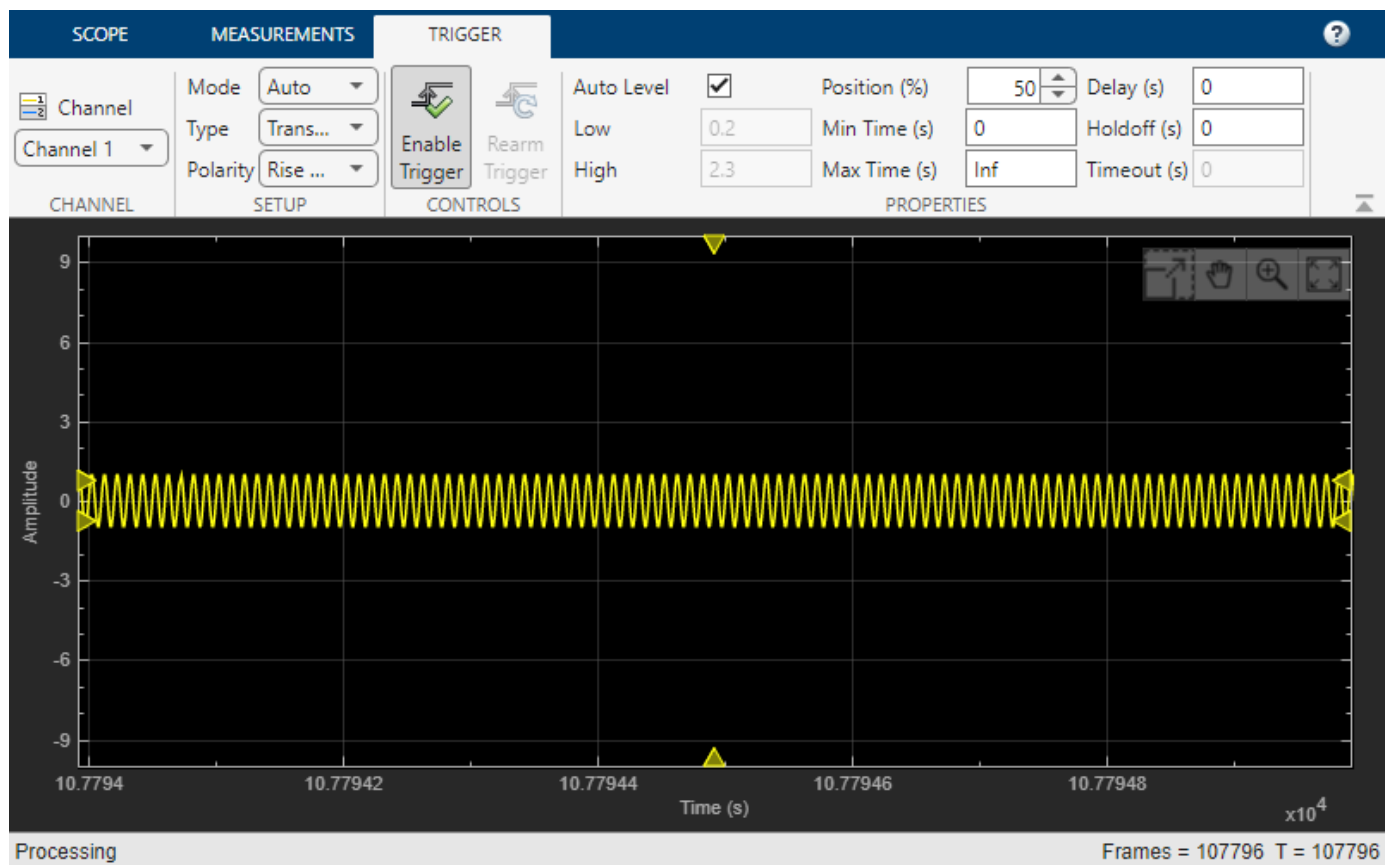 SCOPE MEASUREMENTS TRIGGER ?
Channel
Channel 1
CHANNEL
Mode Auto
Type Trans...
Polarity Rise ...
SETUP
Enable Trigger
Rearm Trigger
CONTROLS
Auto Level Position (%) 50 Delay (s) 0
Low 0.2 Min Time (s) 0 Holdoff (s) 0
High 2.3 Max Time (s) Inf Timeout (s) 0
PROPERTIES
9
6
3
0
-3
-6
-9
Amplitude
10.7794 10.77942 10.77944 10.77946 10.77948
Time (s)
x10^4
Processing Frames = 107796 T = 107796